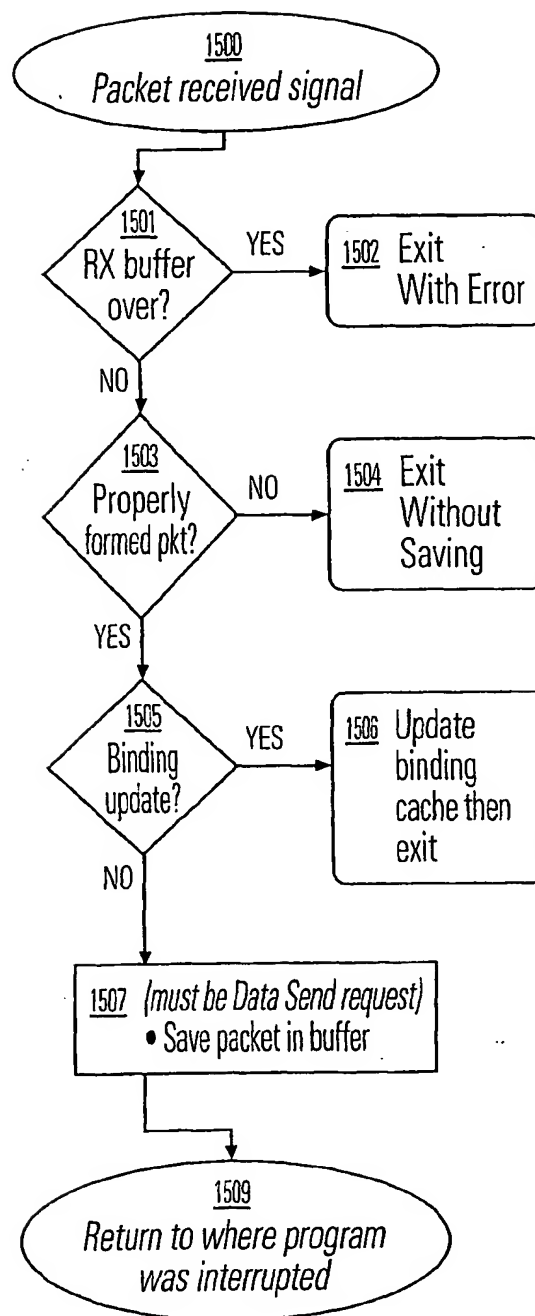 1500
Packet received signal
1501
RX buffer
over?
YES
1502 Exit
With Error
NO
1503
Properly
formed pkt?
NO
1504 Exit
Without
Saving
YES
1505
Binding
update?
YES
1506 Update
binding
cache then
exit
NO
1507 (must be Data Send request)
• Save packet in buffer
1509
Return to where program
was interrupted